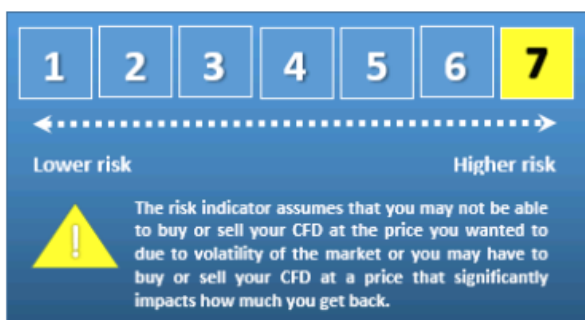 1 2 3 4 5 6 7
Lower risk Higher risk
!
The risk indicator assumes that you may not be able
to buy or sell your CFD at the price you wanted to
due to volatility of the market or you may have to
buy or sell your CFD at a price that significantly
impacts how much you get back.